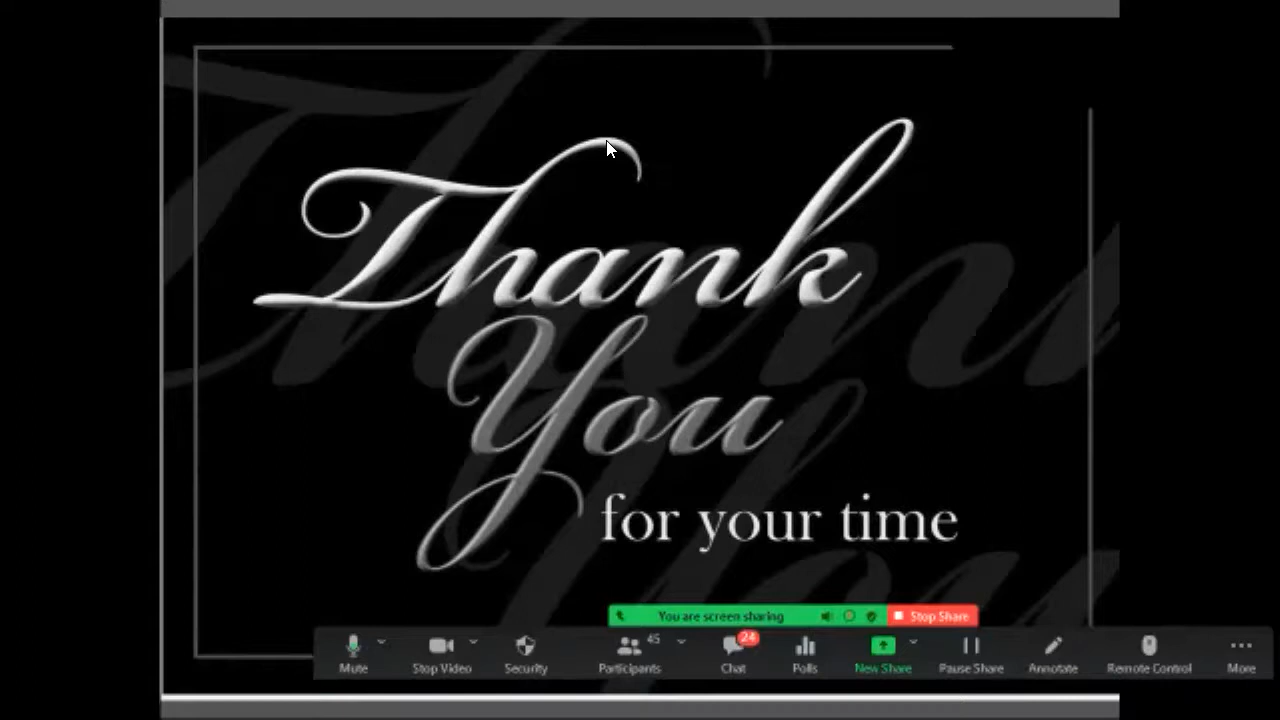 Thank
You
for your time
You are screen sharing
Stop Share
45
24
Mute
Stop Video
Security
Participants
Chat
Polls
New Share
Pause Share
Annotate
Remote Control
More